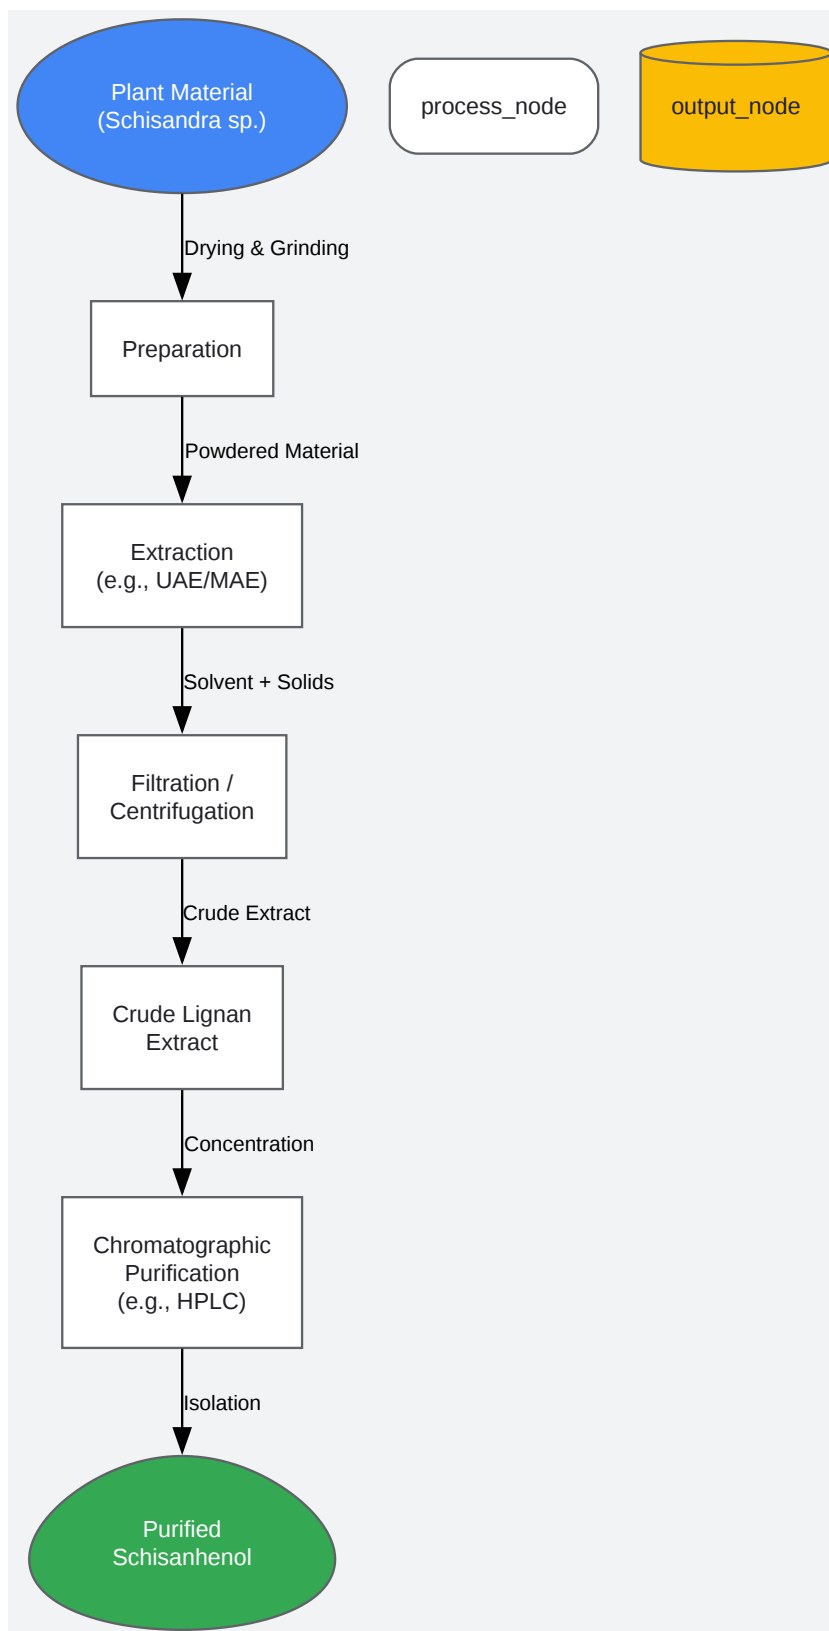 Plant Material
(Schisandra sp.)
process_node
output_node
Drying & Grinding
Preparation
Powdered Material
Extraction
(e.g., UAE/MAE)
Solvent + Solids
Filtration /
Centrifugation
Crude Extract
Crude Lignan
Extract
Concentration
Chromatographic
Purification
(e.g., HPLC)
Isolation
Purified
Schisanhenol